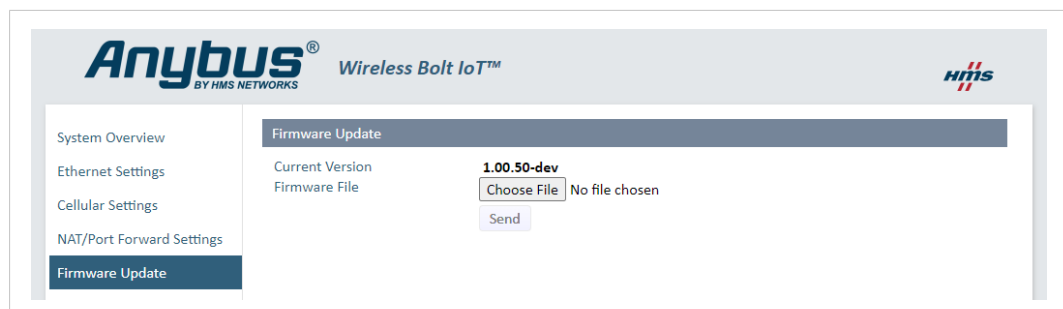 Anybus®
BY HMS NETWORKS
Wireless Bolt IoT™
HMS
System Overview
Ethernet Settings
Cellular Settings
NAT/Port Forward Settings
Firmware Update
Firmware Update
Current Version 1.00.50-dev
Firmware File Choose File No file chosen
Send